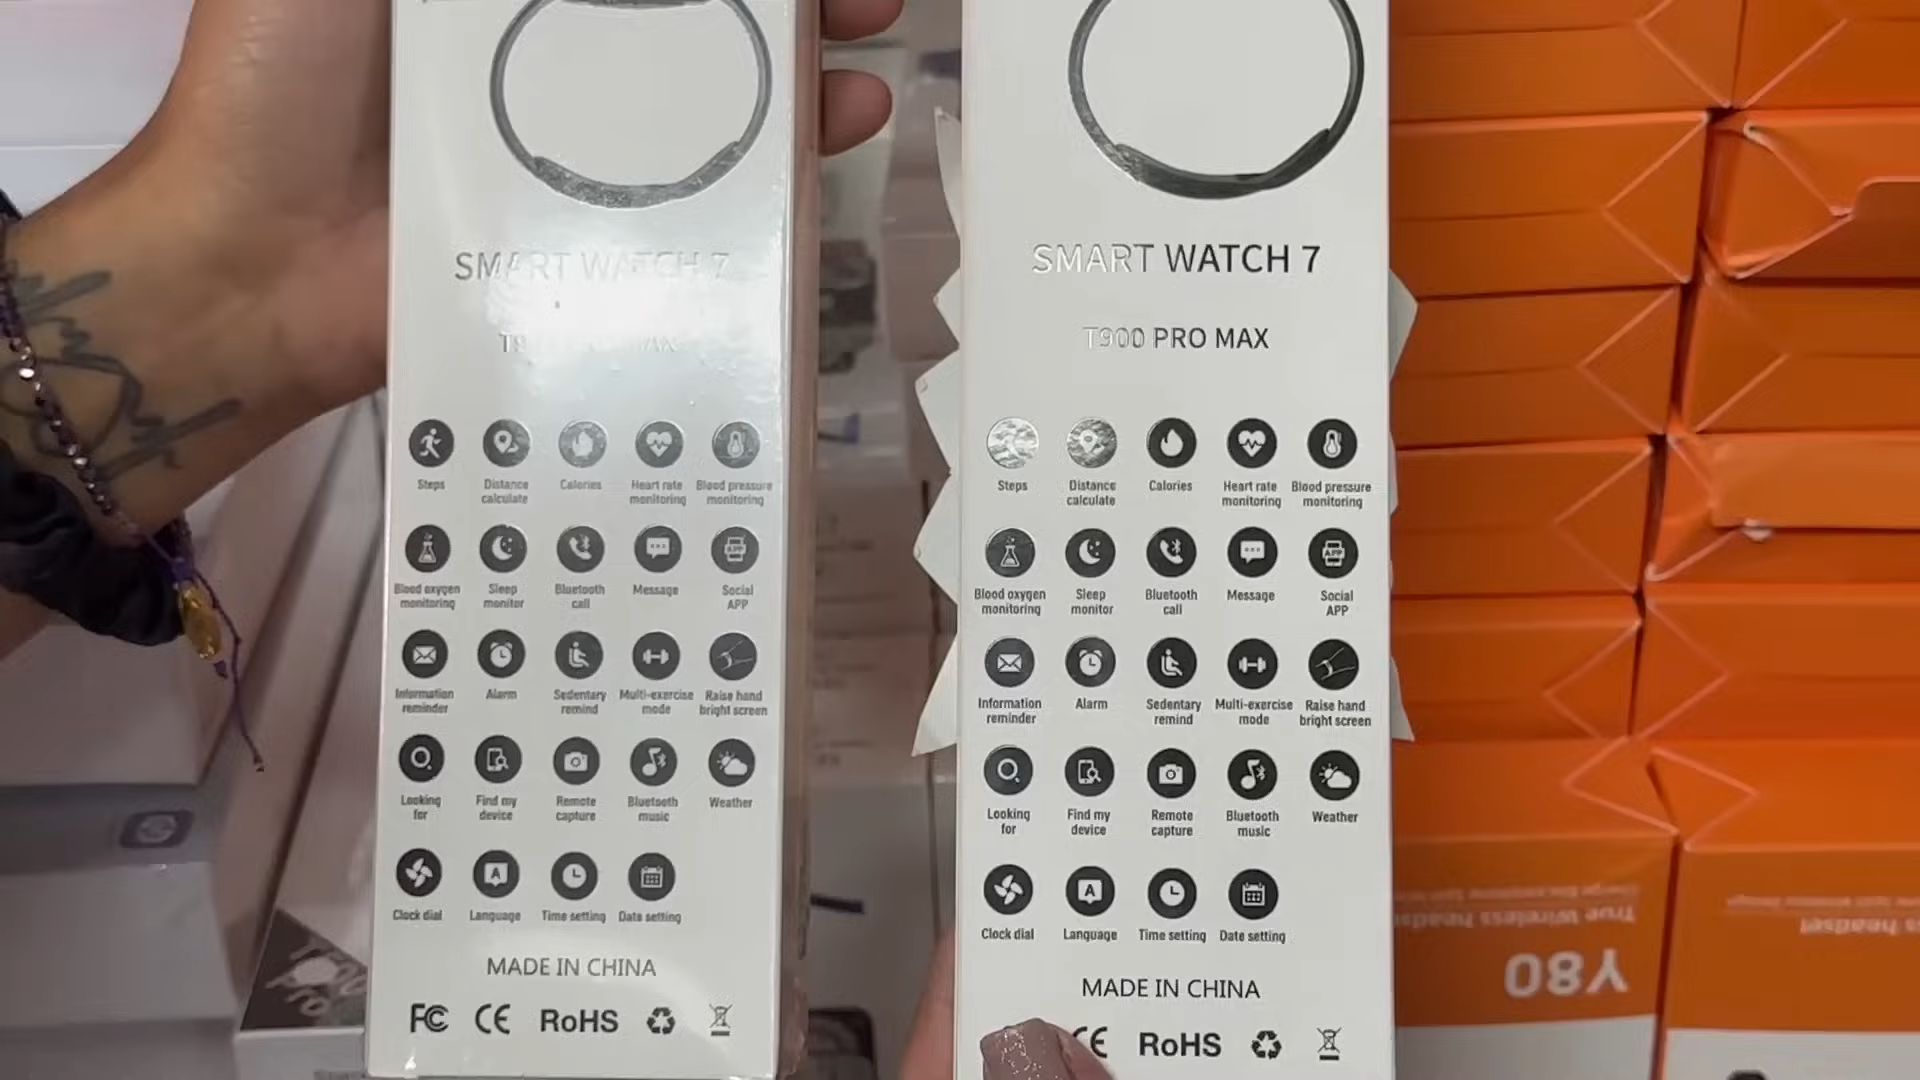 SMART WATCH 7
Steps
Distance
calculate
Calories
Heart rate
monitoring
Blood pressure
monitoring
Blood oxygen
monitoring
Sleep
monitor
Bluetooth
call
Message
APP
Social
APP
Information
reminder
Alarm
Sedentary
remind
Multi-exercise
mode
Raise hand
bright screen
Looking
for
Find my
device
Remote
capture
Bluetooth
music
Weather
Clock dial
A
Language
Time setting
Date setting
MADE IN CHINA
FC CE RoHS
SMART WATCH 7
T900 PRO MAX
Steps
Distance
calculate
Calories
Heart rate
monitoring
Blood pressure
monitoring
Blood oxygen
monitoring
Sleep
monitor
Bluetooth
call
Message
APP
Social
APP
Information
reminder
Alarm
Sedentary
remind
Multi-exercise
mode
Raise hand
bright screen
Looking
for
Find my
device
Remote
capture
Bluetooth
music
Weather
Clock dial
A
Language
Time setting
Date setting
MADE IN CHINA
CE RoHS
True Wireless headset
Y80